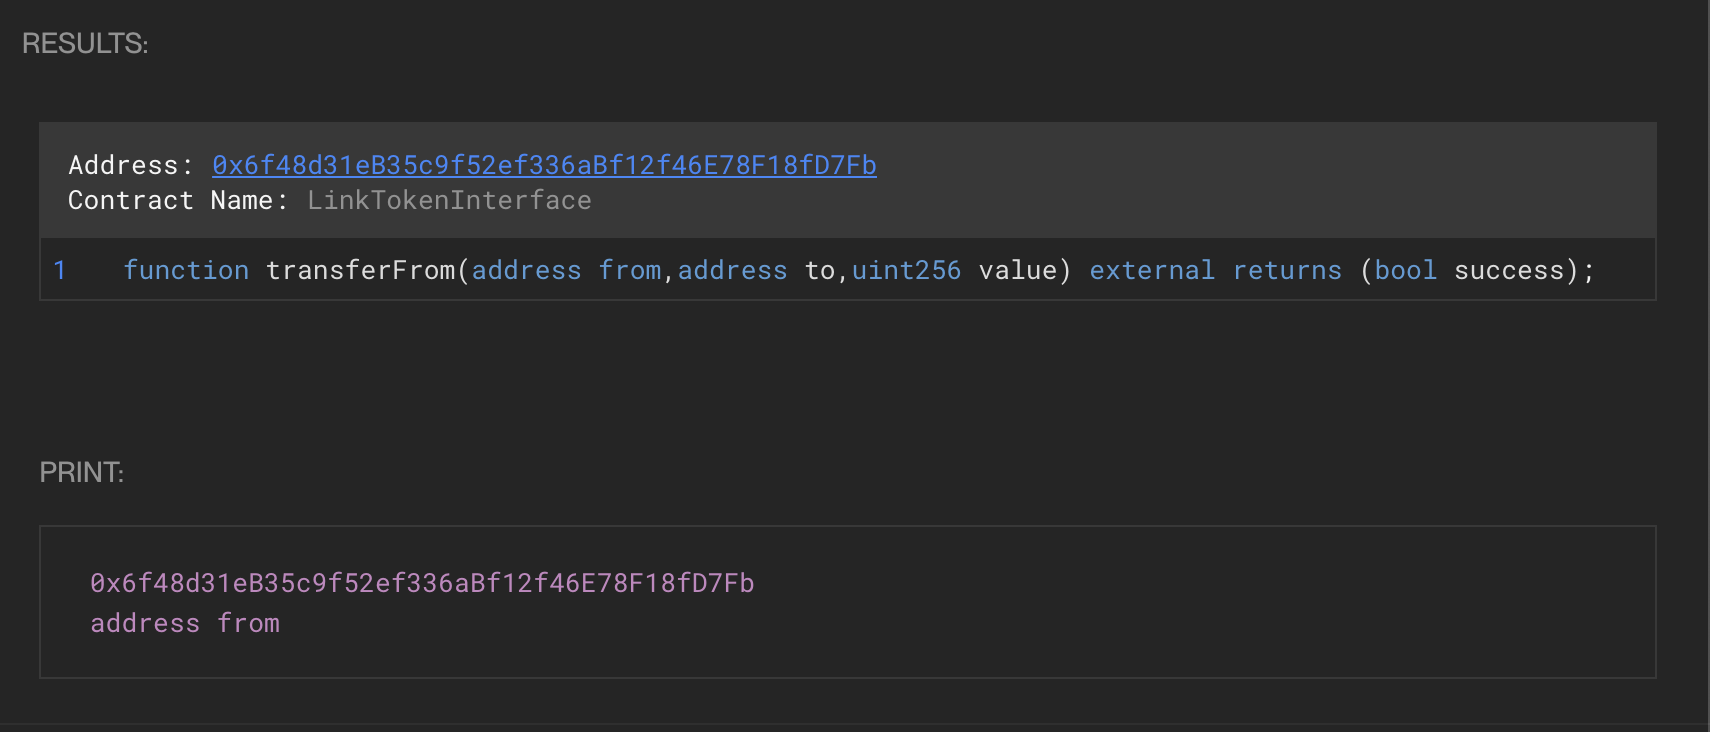 RESULTS:
Address: 0x6f48d31eB35c9f52ef336aBf12f46E78F18fD7Fb
Contract Name: LinkTokenInterface
1 function transferFrom(address from,address to,uint256 value) external returns (bool success);
PRINT:
0x6f48d31eB35c9f52ef336aBf12f46E78F18fD7Fb
address from